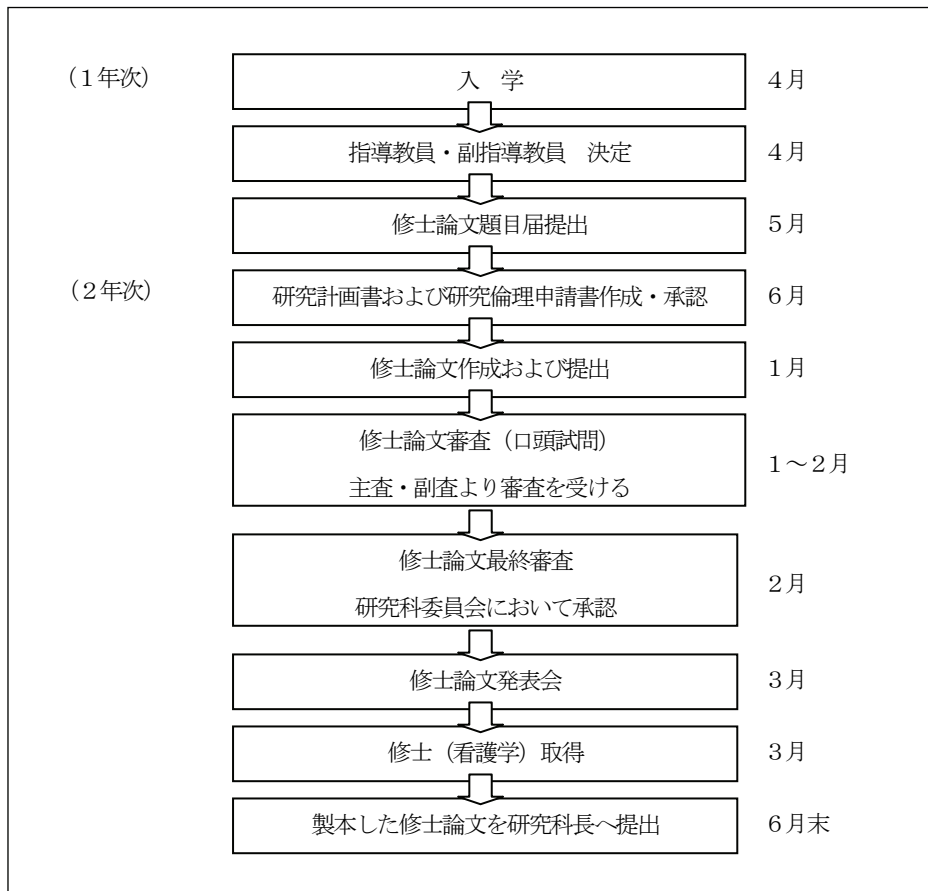 （１年次） 入　学 ４月
指導教員・副指導教員　決定 ４月
修士論文題目届提出 ５月
（２年次） 研究計画書および研究倫理申請書作成・承認 ６月
修士論文作成および提出 １月
修士論文審査（口頭試問）
主査・副査より審査を受ける １～２月
修士論文最終審査
研究科委員会において承認 ２月
修士論文発表会 ３月
修士（看護学）取得 ３月
製本した修士論文を研究科長へ提出 ６月末